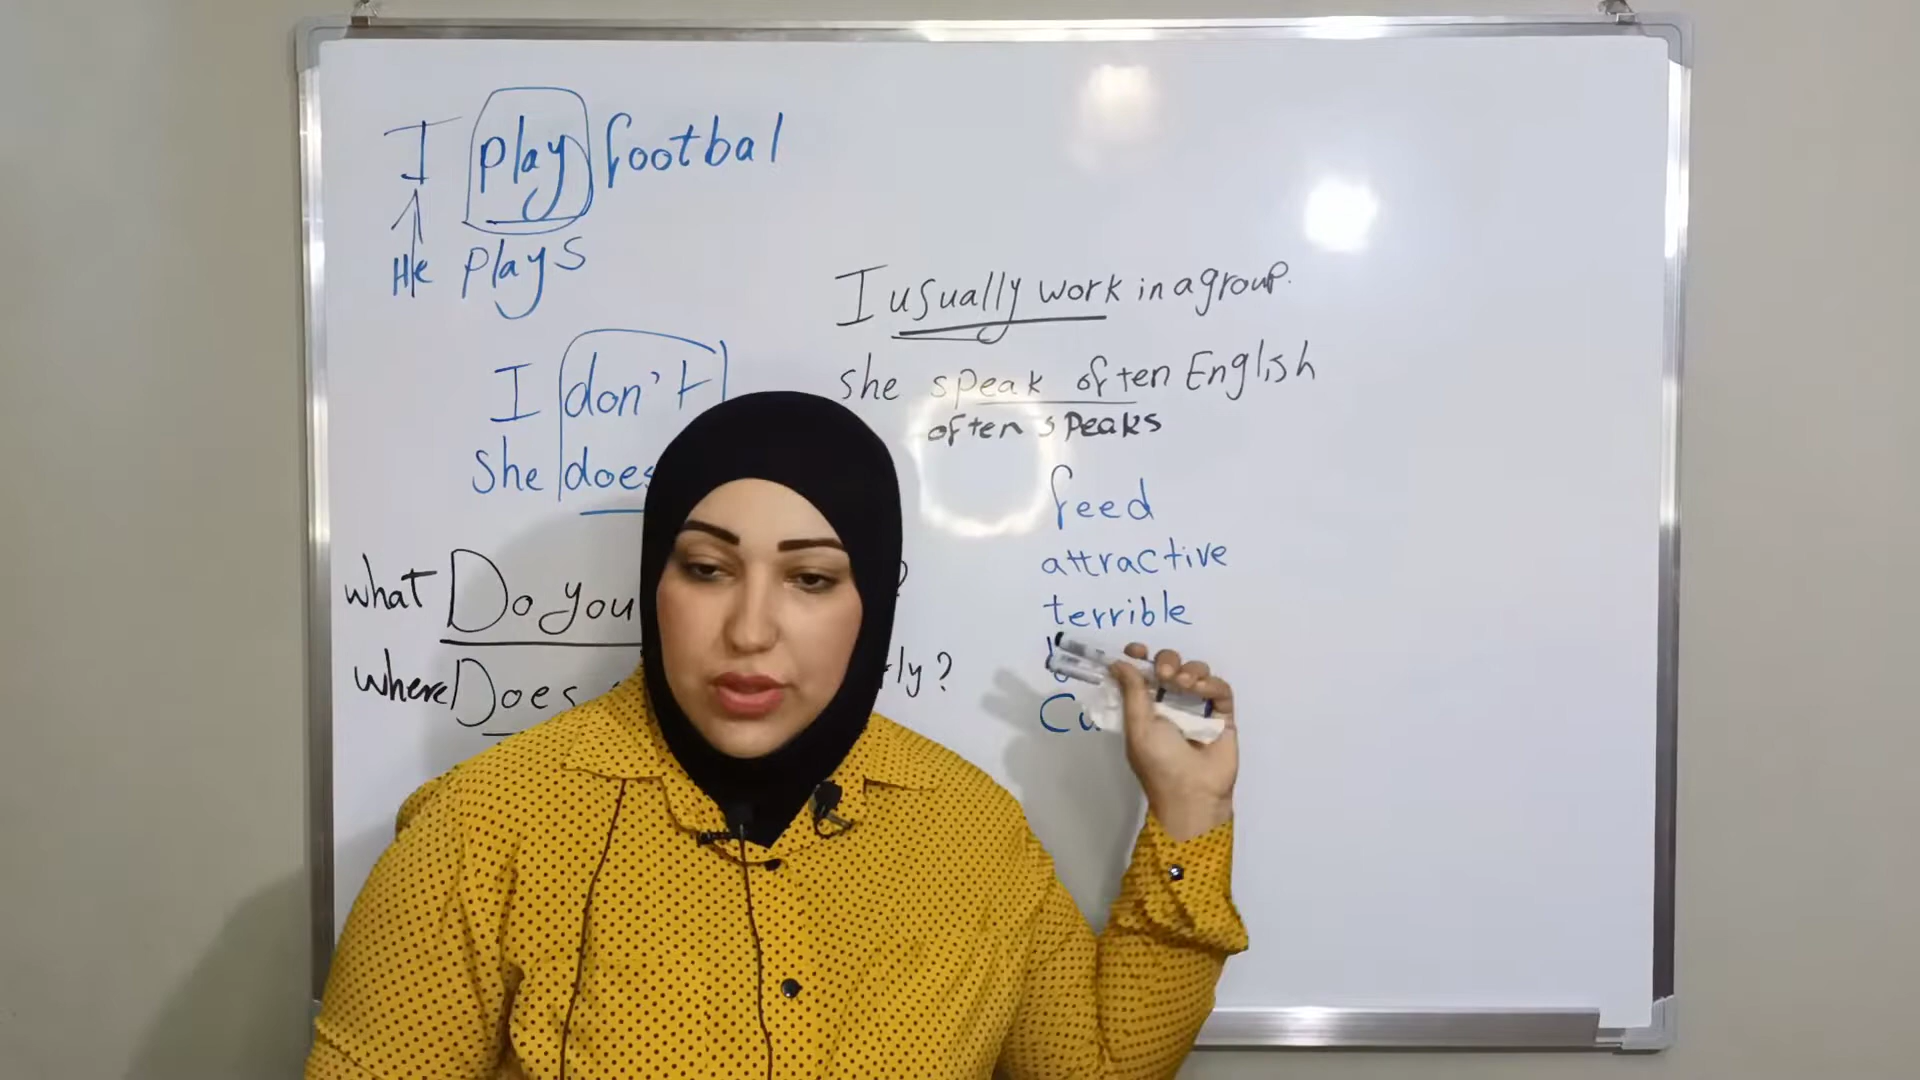 I play footbal
He plays
I don't
She does
what Do you ?
where Does ly?
I usually work in a group.
she speak often English
often speaks
feed
attractive
terrible